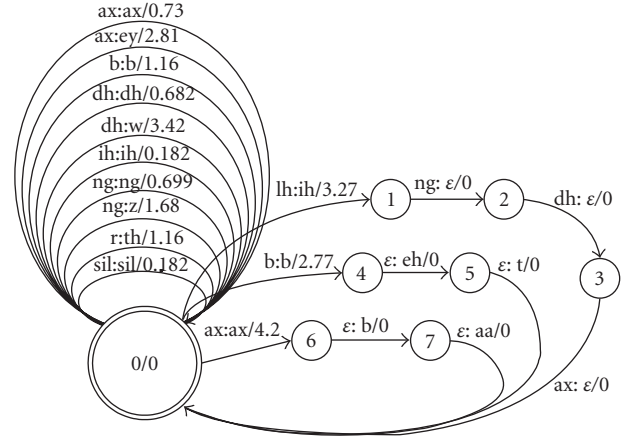 ax:ax/0.73
ax:ey/2.81
b:b/1.16
dh:dh/0.682
dh:w/3.42
ih:ih/0.182
ng:ng/0.699
ng:z/1.68
r:th/1.16
sil:sil/0.182
lh:ih/3.27
1
ng: ε/0
2
dh: ε/0
3
b:b/2.77
4
ε: eh/0
5
ε: t/0
ax:ax/4.2
6
ε: b/0
7
ε: aa/0
0/0
ax: ε/0